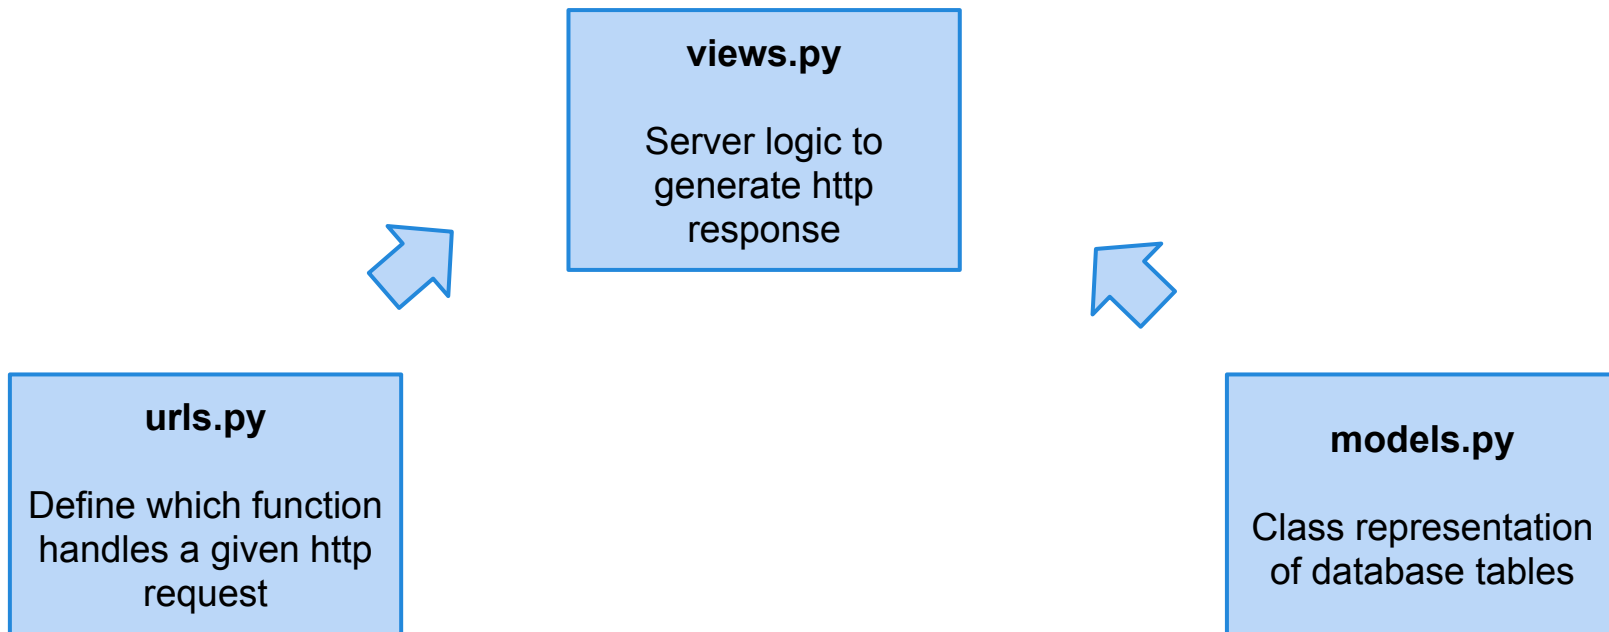 views.py
Server logic to
generate http
response
urls.py
Define which function
handles a given http
request
models.py
Class representation
of database tables